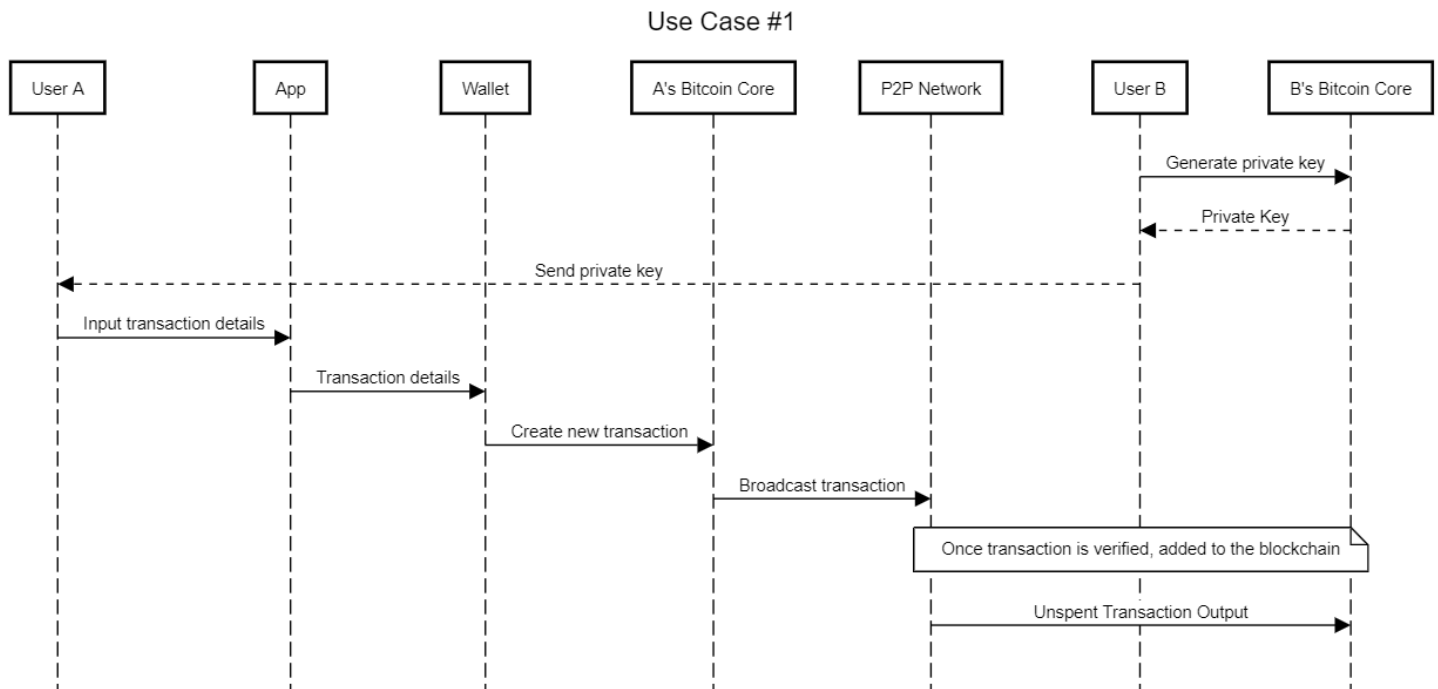 Use Case #1
User A
App
Wallet
A's Bitcoin Core
P2P Network
User B
B's Bitcoin Core
Generate private key
Private Key
Send private key
Input transaction details
Transaction details
Create new transaction
Broadcast transaction
Once transaction is verified, added to the blockchain
Unspent Transaction Output